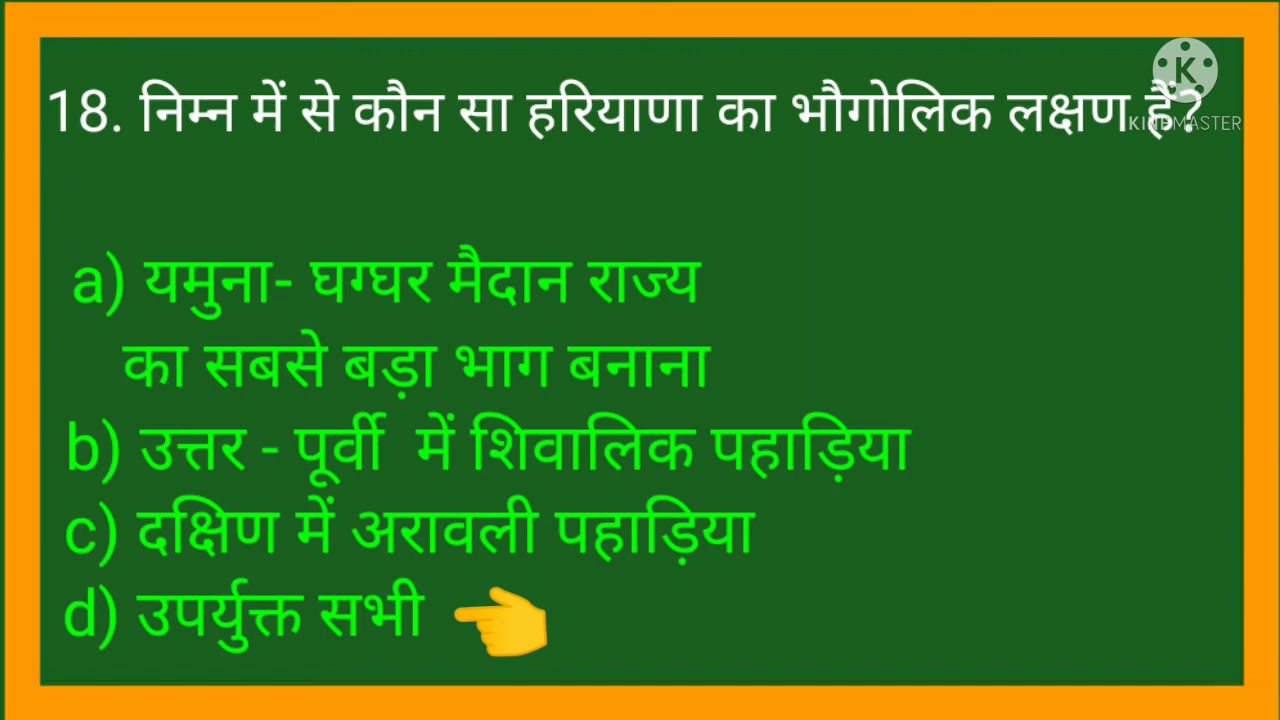 18. निम्न में से कौन सा हरियाणा का भौगोलिक लक्षण हैं?
K
KINEMASTER
a) यमुना- घग्घर मैदान राज्य
का सबसे बड़ा भाग बनाना
b) उत्तर - पूर्वी में शिवालिक पहाड़िया
c) दक्षिण में अरावली पहाड़िया
d) उपर्युक्त सभी